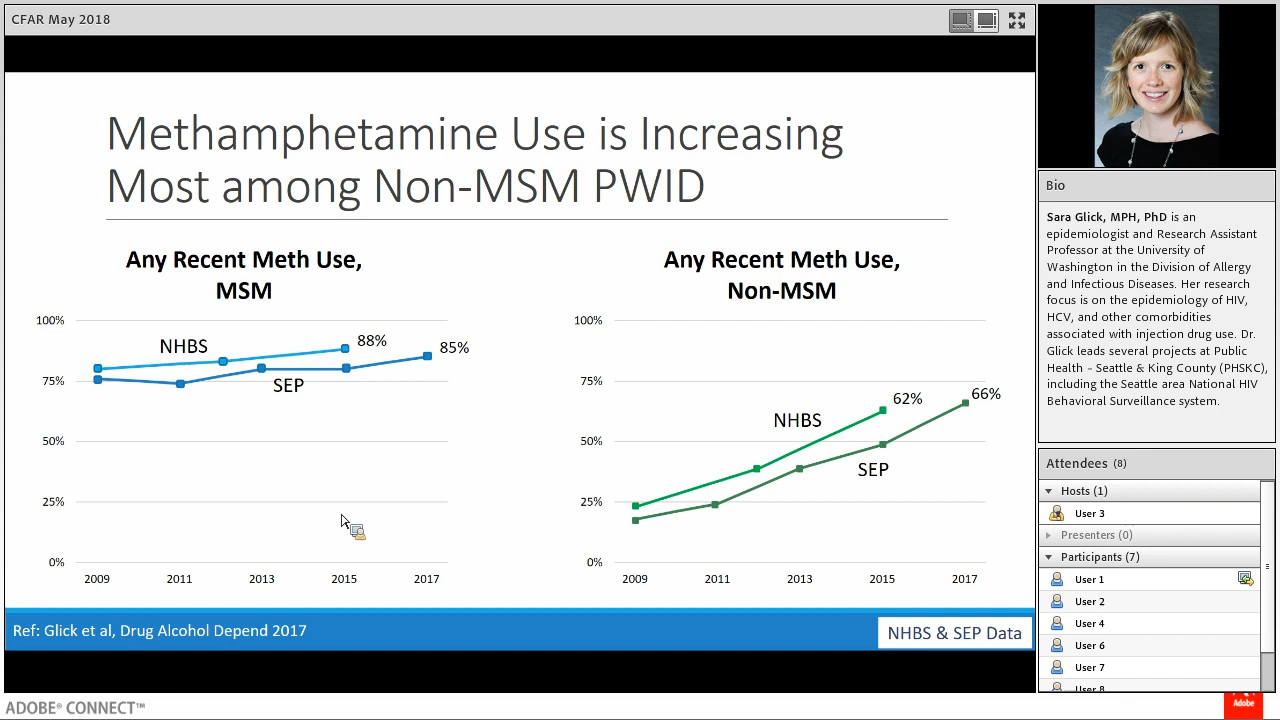 CFAR May 2018
Methamphetamine Use is Increasing
Most among Non-MSM PWID
Any Recent Meth Use,
MSM
100%
75%
50%
25%
0%
NHBS
88%
85%
SEP
2009
2011
2013
2015
2017
Any Recent Meth Use,
Non-MSM
100%
75%
50%
25%
0%
NHBS
62%
66%
SEP
2009
2011
2013
2015
2017
Ref: Glick et al, Drug Alcohol Depend 2017
NHBS & SEP Data
Bio
Sara Glick, MPH, PhD is an
epidemiologist and Research Assistant
Professor at the University of
Washington in the Division of Allergy
and Infectious Diseases. Her research
focus is on the epidemiology of HIV,
HCV, and other comorbidities
associated with injection drug use. Dr.
Glick leads several projects at Public
Health – Seattle & King County (PHSKC),
including the Seattle area National HIV
Behavioral Surveillance system.
Attendees (8)
Hosts (1)
User 3
Presenters (0)
Participants (7)
User 1
User 2
User 4
User 6
User 7
User 8
ADOBE® CONNECT™
Adobe